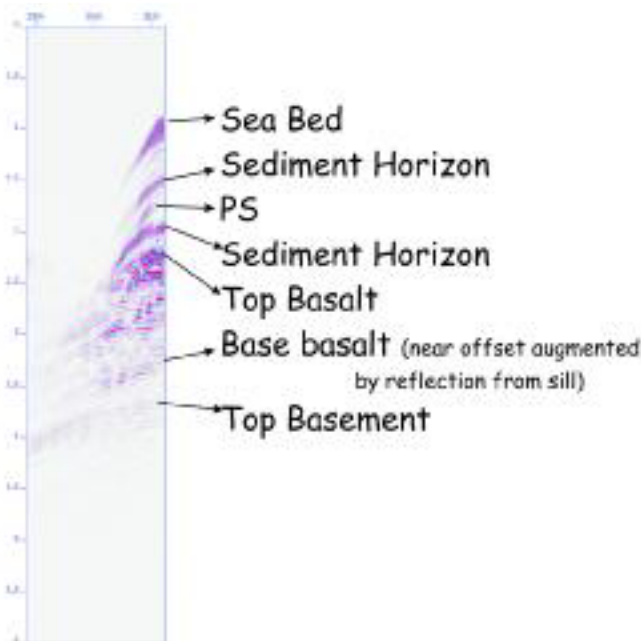 Sea Bed
Sediment Horizon
PS
Sediment Horizon
Top Basalt
Base basalt (near offset augmented
by reflection from sill)
Top Basement